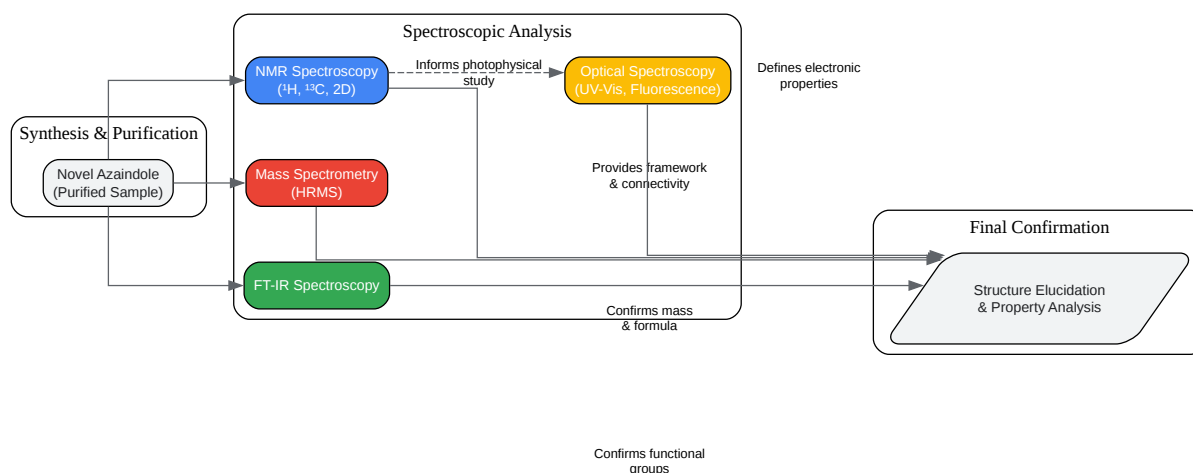 Spectroscopic Analysis
NMR Spectroscopy
(¹H, ¹³C, 2D)
Informs photophysical
study
Optical Spectroscopy
(UV-Vis, Fluorescence)
Defines electronic
properties
Synthesis & Purification
Novel Azaindole
(Purified Sample)
Mass Spectrometry
(HRMS)
Provides framework
& connectivity
Final Confirmation
FT-IR Spectroscopy
Structure Elucidation
& Property Analysis
Confirms mass
& formula
Confirms functional
groups